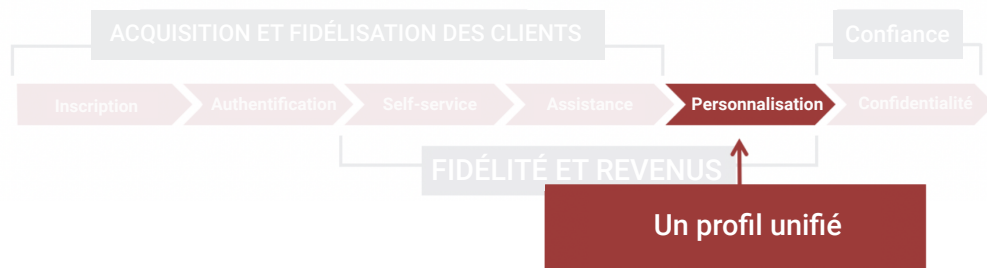 ACQUISITION ET FIDÉLISATION DES CLIENTS
Confiance
Inscription
Authentification
Self-service
Assistance
Personnalisation
Confidentialité
FIDÉLITÉ ET REVENUS
Un profil unifié